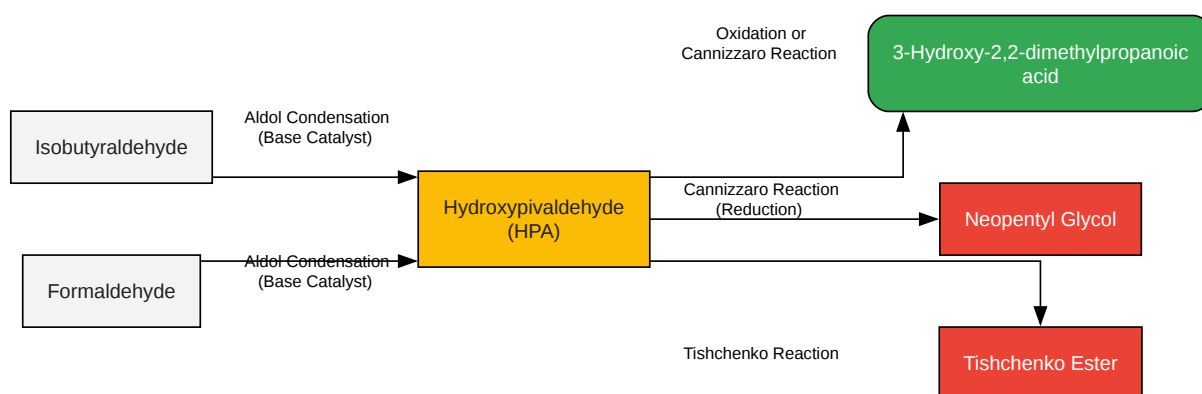 Oxidation or
Cannizzaro Reaction
3-Hydroxy-2,2-dimethylpropanoic
acid
Aldol Condensation
(Base Catalyst)
Isobutyraldehyde
Hydroxypivaldehyde
(HPA)
Cannizzaro Reaction
(Reduction)
Neopentyl Glycol
Aldol Condensation
(Base Catalyst)
Formaldehyde
Tishchenko Reaction
Tishchenko Ester